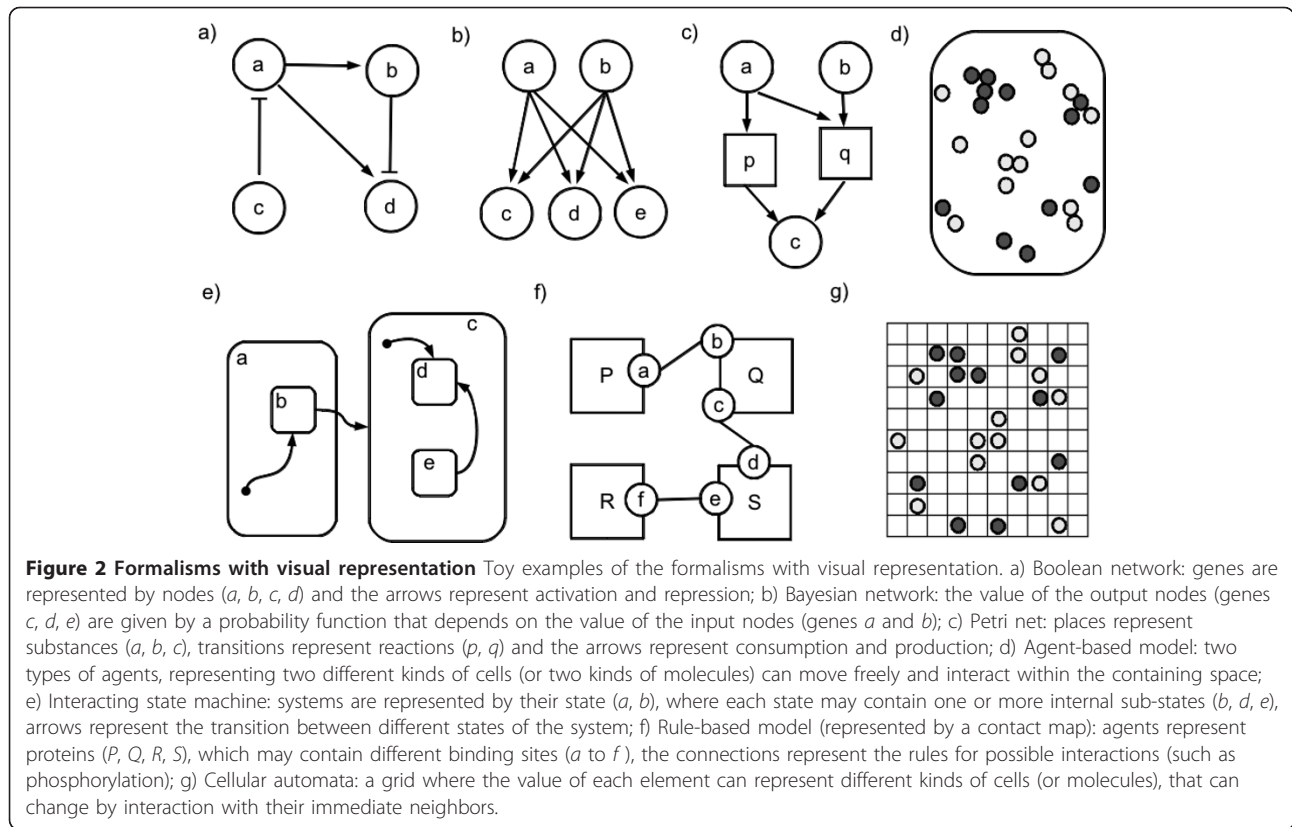 a)
a
b
c
d
b)
a
b
c
d
e
c)
a
b
p
q
c
d)
e)
a
b
c
d
e
f)
P
a
b
Q
c
d
R
f
e
S
g)
Figure 2 Formalisms with visual representation Toy examples of the formalisms with visual representation. a) Boolean network: genes are
represented by nodes (a, b, c, d) and the arrows represent activation and repression; b) Bayesian network: the value of the output nodes (genes
c, d, e) are given by a probability function that depends on the value of the input nodes (genes a and b); c) Petri net: places represent
substances (a, b, c), transitions represent reactions (p, q) and the arrows represent consumption and production; d) Agent-based model: two
types of agents, representing two different kinds of cells (or two kinds of molecules) can move freely and interact within the containing space;
e) Interacting state machine: systems are represented by their state (a, b), where each state may contain one or more internal sub-states (b, d, e),
arrows represent the transition between different states of the system; f) Rule-based model (represented by a contact map): agents represent
proteins (P, Q, R, S), which may contain different binding sites (a to f ), the connections represent the rules for possible interactions (such as
phosphorylation); g) Cellular automata: a grid where the value of each element can represent different kinds of cells (or molecules), that can
change by interaction with their immediate neighbors.